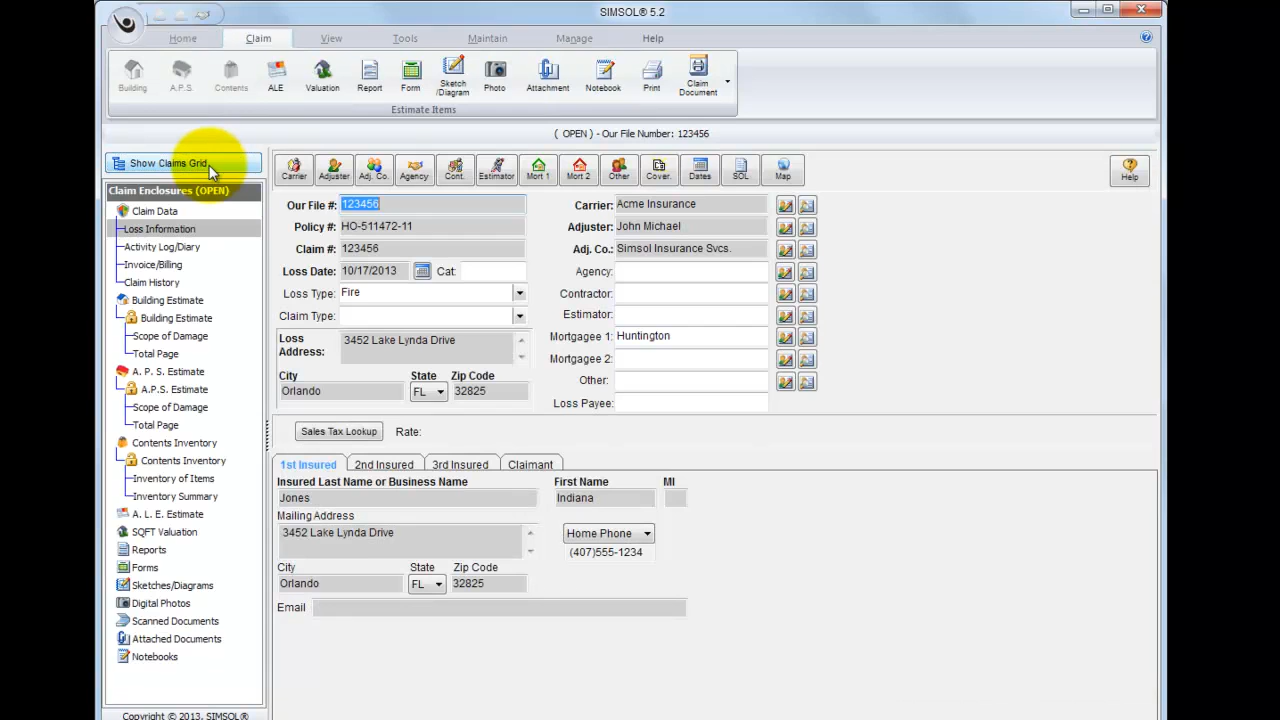 SIMSOL® 5.2
Home Claim View Tools Maintain Manage Help
Building A.P.S. Contents ALE Valuation Report Form Sketch /Diagram Photo Attachment Notebook Print Claim Document
Estimate Items
( OPEN ) - Our File Number: 123456
Show Claims Grid
Claim Enclosures (OPEN)
Claim Data
Loss Information
Activity Log/Diary
Invoice/Billing
Claim History
Building Estimate
Building Estimate
Scope of Damage
Total Page
A. P. S. Estimate
A.P.S. Estimate
Scope of Damage
Total Page
Contents Inventory
Contents Inventory
Inventory of Items
Inventory Summary
A. L. E. Estimate
SQFT Valuation
Reports
Forms
Sketches/Diagrams
Digital Photos
Scanned Documents
Attached Documents
Notebooks
Copyright © 2013, SIMSOL®
Carrier Adjuster Adj. Co. Agency Cont. Estimator Mort 1 Mort 2 Other Cover. Dates SOL Map Help
Our File #: 123456 Carrier: Acme Insurance
Policy #: HO-511472-11 Adjuster: John Michael
Claim #: 123456 Adj. Co.: Simsol Insurance Svcs.
Loss Date: 10/17/2013 Cat: Agency:
Loss Type: Fire Contractor:
Claim Type: Estimator:
Loss Address: 3452 Lake Lynda Drive Mortgagee 1: Huntington
Mortgagee 2:
City State Zip Code Other:
Orlando FL 32825
Loss Payee:
Sales Tax Lookup Rate:
1st Insured 2nd Insured 3rd Insured Claimant
Insured Last Name or Business Name First Name MI
Jones Indiana
Mailing Address
3452 Lake Lynda Drive Home Phone
(407)555-1234
City State Zip Code
Orlando FL 32825
Email